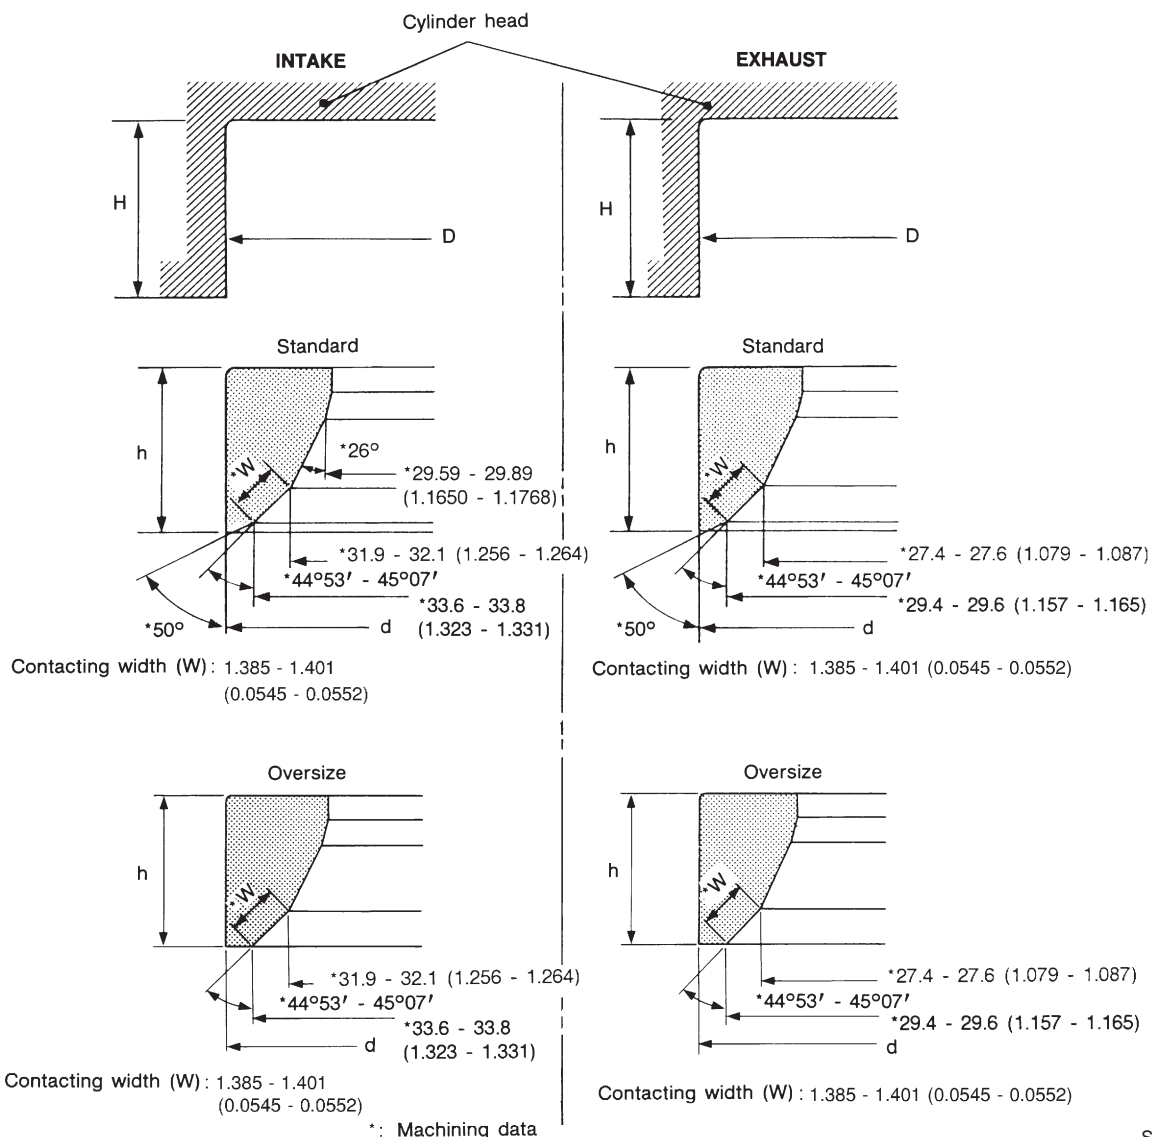 Cylinder head
INTAKE
EXHAUST
H
D
H
D
Standard
h
*W
*26°
*29.59 - 29.89
(1.1650 - 1.1768)
*31.9 - 32.1 (1.256 - 1.264)
*44°53′ - 45°07′
*33.6 - 33.8
(1.323 - 1.331)
*50°
d
Contacting width (W): 1.385 - 1.401
(0.0545 - 0.0552)
Standard
h
*W
*27.4 - 27.6 (1.079 - 1.087)
*44°53′ - 45°07′
*29.4 - 29.6 (1.157 - 1.165)
*50°
d
Contacting width (W): 1.385 - 1.401 (0.0545 - 0.0552)
Oversize
h
*W
*31.9 - 32.1 (1.256 - 1.264)
*44°53′ - 45°07′
*33.6 - 33.8
(1.323 - 1.331)
d
Contacting width (W): 1.385 - 1.401
(0.0545 - 0.0552)
Oversize
h
*W
*27.4 - 27.6 (1.079 - 1.087)
*44°53′ - 45°07′
*29.4 - 29.6 (1.157 - 1.165)
d
Contacting width (W): 1.385 - 1.401 (0.0545 - 0.0552)
*: Machining data